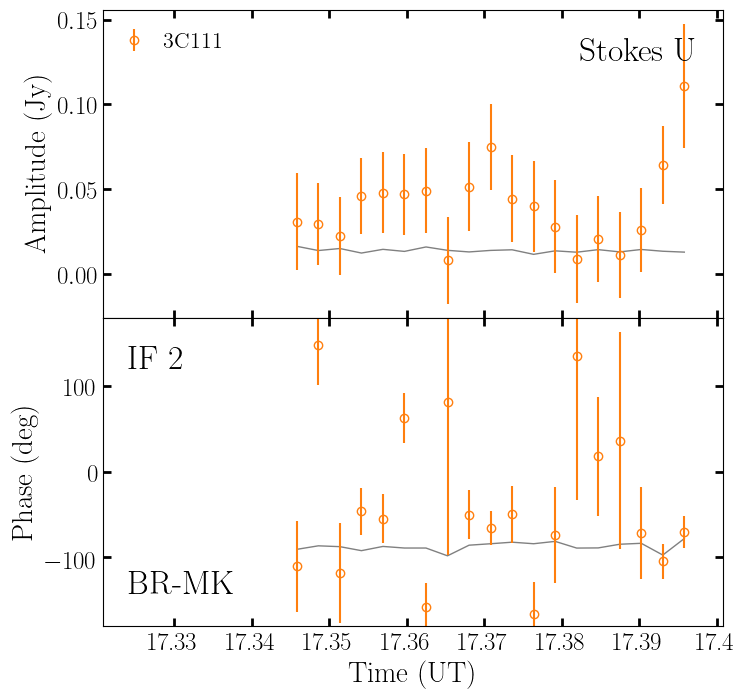 0.15
3C111
Stokes U
0.10
0.05
0.00
Amplitude (Jy)
IF 2
100
0
−100
Phase (deg)
BR-MK
17.33 17.34 17.35 17.36 17.37 17.38 17.39 17.4
Time (UT)